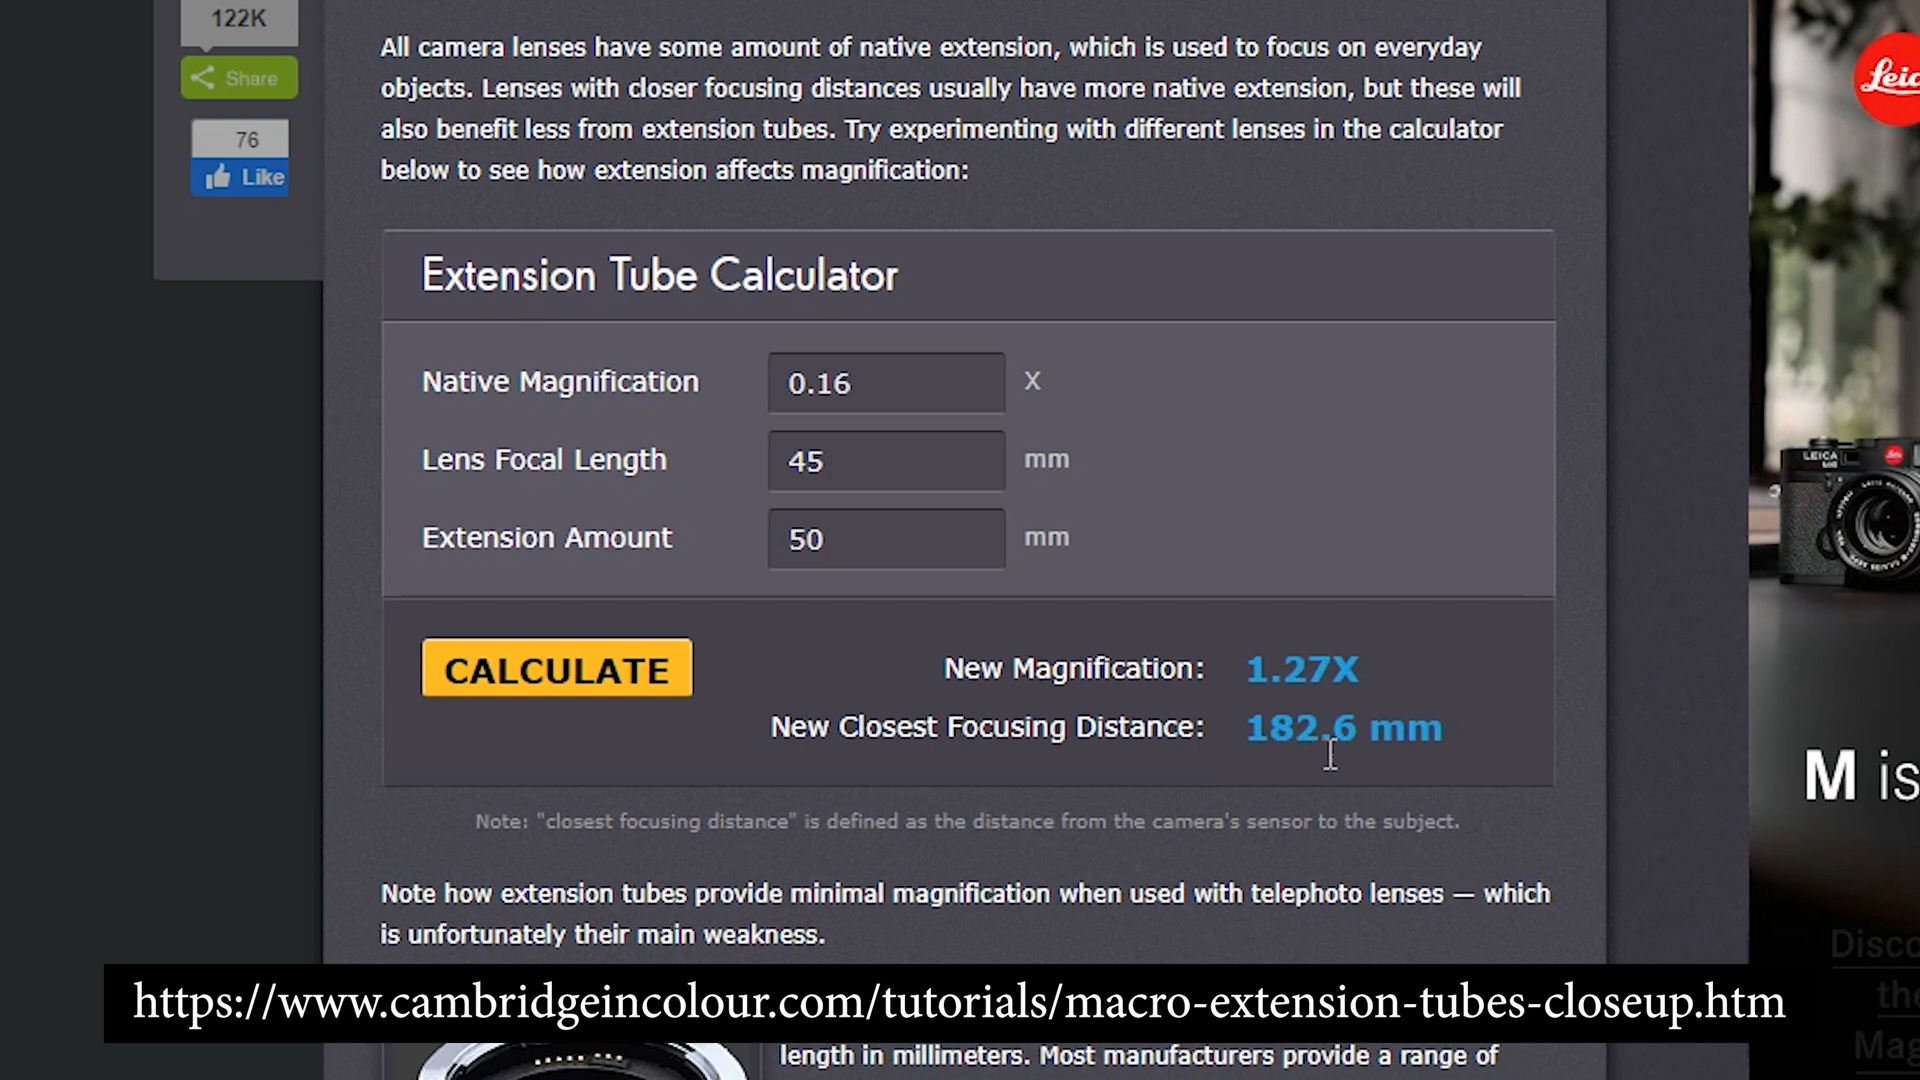 122K
Share
76
Like
All camera lenses have some amount of native extension, which is used to focus on everyday
objects. Lenses with closer focusing distances usually have more native extension, but these will
also benefit less from extension tubes. Try experimenting with different lenses in the calculator
below to see how extension affects magnification:
Extension Tube Calculator
Native Magnification 0.16 X
Lens Focal Length 45 mm
Extension Amount 50 mm
CALCULATE
New Magnification: 1.27X
New Closest Focusing Distance: 182.6 mm
Note: "closest focusing distance" is defined as the distance from the camera's sensor to the subject.
Note how extension tubes provide minimal magnification when used with telephoto lenses — which
is unfortunately their main weakness.
https://www.cambridgeincolour.com/tutorials/macro-extension-tubes-closeup.htm
length in millimeters. Most manufacturers provide a range of
LEICA
M is